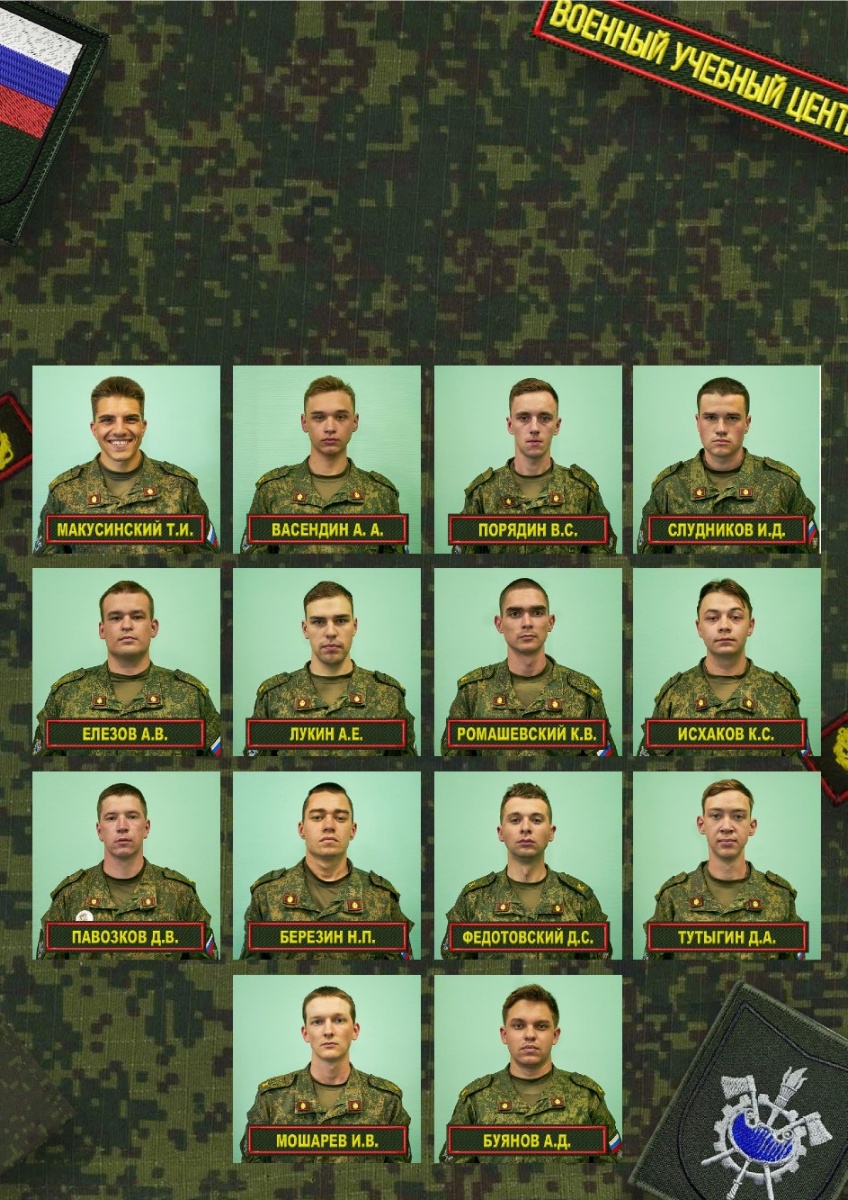 ВОЕННЫЙ УЧЕБНЫЙ ЦЕНТ
МАКУСИНСКИЙ Т.И.
ВАСЕНДИН А. А.
ПОРЯДИН В.С.
СЛУДНИКОВ И.Д.
ЕЛЕЗОВ А.В.
ЛУКИН А.Е.
РОМАШЕВСКИЙ К.В.
ИСХАКОВ К.С.
ПАВОЗКОВ Д.В.
БЕРЕЗИН Н.П.
ФЕДОТОВСКИЙ Д.С.
ТУТЫГИН Д.А.
МОШАРЕВ И.В.
БУЯНОВ А.Д.